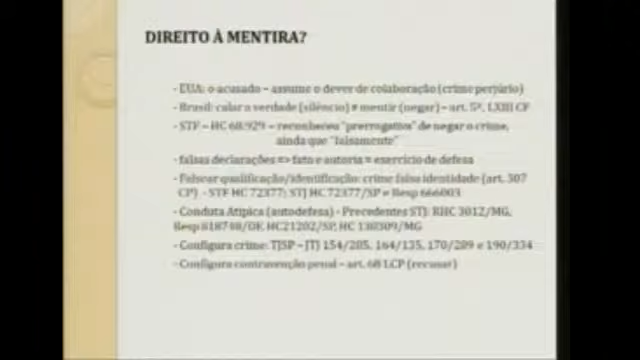 DIREITO À MENTIRA?
- EUA: o acusado – assume o dever de colaboração (crime perjúrio)
- Brasil: calar a verdade (silêncio) ≠ mentir (negar) – art. 5º, LXIII CF
- STF – HC 68.929 – reconheceu "prerrogativa" de negar o crime,
ainda que "falsamente"
- falsas declarações => fato e autoria = exercício de defesa
- Falsear qualificação/identificação: crime falsa identidade (art. 307
CP) - STF HC 72377; STJ HC 72377/SP e Resp 666003
- Conduta Atípica (autodefesa) - Precedentes STJ: RHC 3012/MG,
Resp 818748/DF, HC21202/SP, HC 130309/MG
- Configura crime: TJSP – JTJ 154/285, 164/135, 170/289 e 190/334
- Configura contravenção penal – art. 68 LCP (recusar)